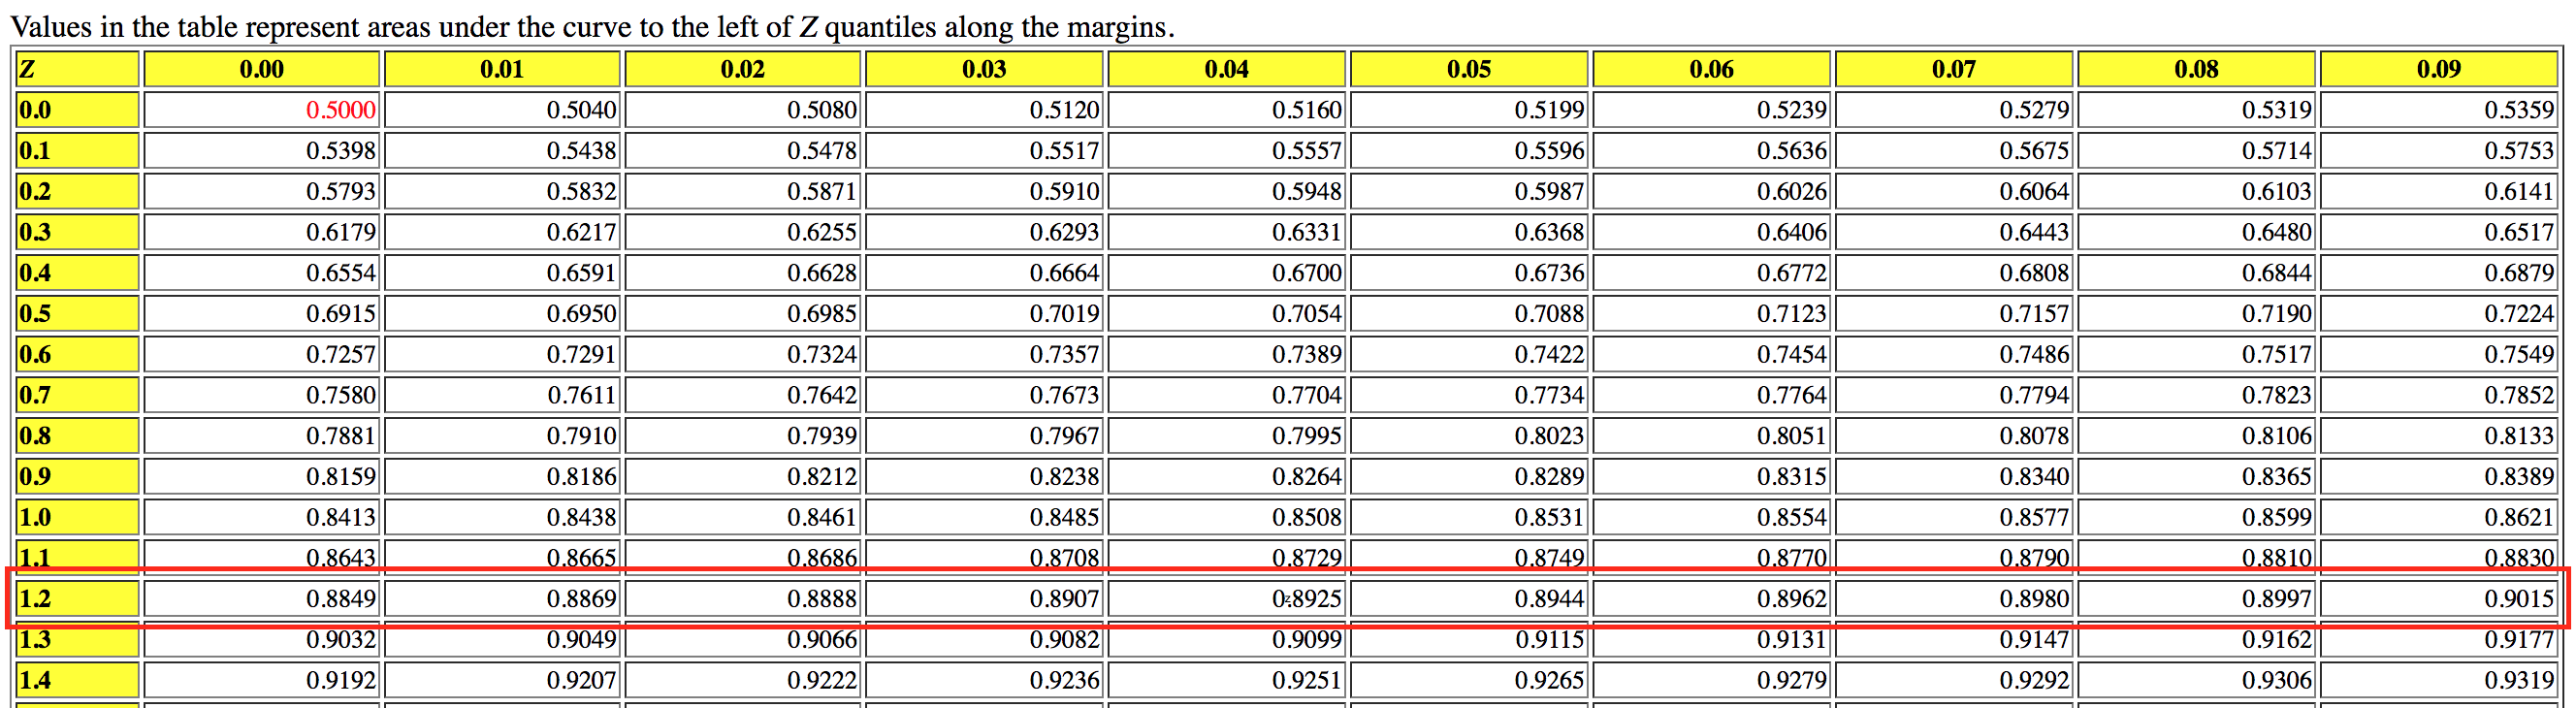 Values in the table represent areas under the curve to the left of Z quantiles along the margins.
Z 0.00 0.01 0.02 0.03 0.04 0.05 0.06 0.07 0.08 0.09
0.0 0.5000 0.5040 0.5080 0.5120 0.5160 0.5199 0.5239 0.5279 0.5319 0.5359
0.1 0.5398 0.5438 0.5478 0.5517 0.5557 0.5596 0.5636 0.5675 0.5714 0.5753
0.2 0.5793 0.5832 0.5871 0.5910 0.5948 0.5987 0.6026 0.6064 0.6103 0.6141
0.3 0.6179 0.6217 0.6255 0.6293 0.6331 0.6368 0.6406 0.6443 0.6480 0.6517
0.4 0.6554 0.6591 0.6628 0.6664 0.6700 0.6736 0.6772 0.6808 0.6844 0.6879
0.5 0.6915 0.6950 0.6985 0.7019 0.7054 0.7088 0.7123 0.7157 0.7190 0.7224
0.6 0.7257 0.7291 0.7324 0.7357 0.7389 0.7422 0.7454 0.7486 0.7517 0.7549
0.7 0.7580 0.7611 0.7642 0.7673 0.7704 0.7734 0.7764 0.7794 0.7823 0.7852
0.8 0.7881 0.7910 0.7939 0.7967 0.7995 0.8023 0.8051 0.8078 0.8106 0.8133
0.9 0.8159 0.8186 0.8212 0.8238 0.8264 0.8289 0.8315 0.8340 0.8365 0.8389
1.0 0.8413 0.8438 0.8461 0.8485 0.8508 0.8531 0.8554 0.8577 0.8599 0.8621
1.1 0.8643 0.8665 0.8686 0.8708 0.8729 0.8749 0.8770 0.8790 0.8810 0.8830
1.2 0.8849 0.8869 0.8888 0.8907 0.8925 0.8944 0.8962 0.8980 0.8997 0.9015
1.3 0.9032 0.9049 0.9066 0.9082 0.9099 0.9115 0.9131 0.9147 0.9162 0.9177
1.4 0.9192 0.9207 0.9222 0.9236 0.9251 0.9265 0.9279 0.9292 0.9306 0.9319